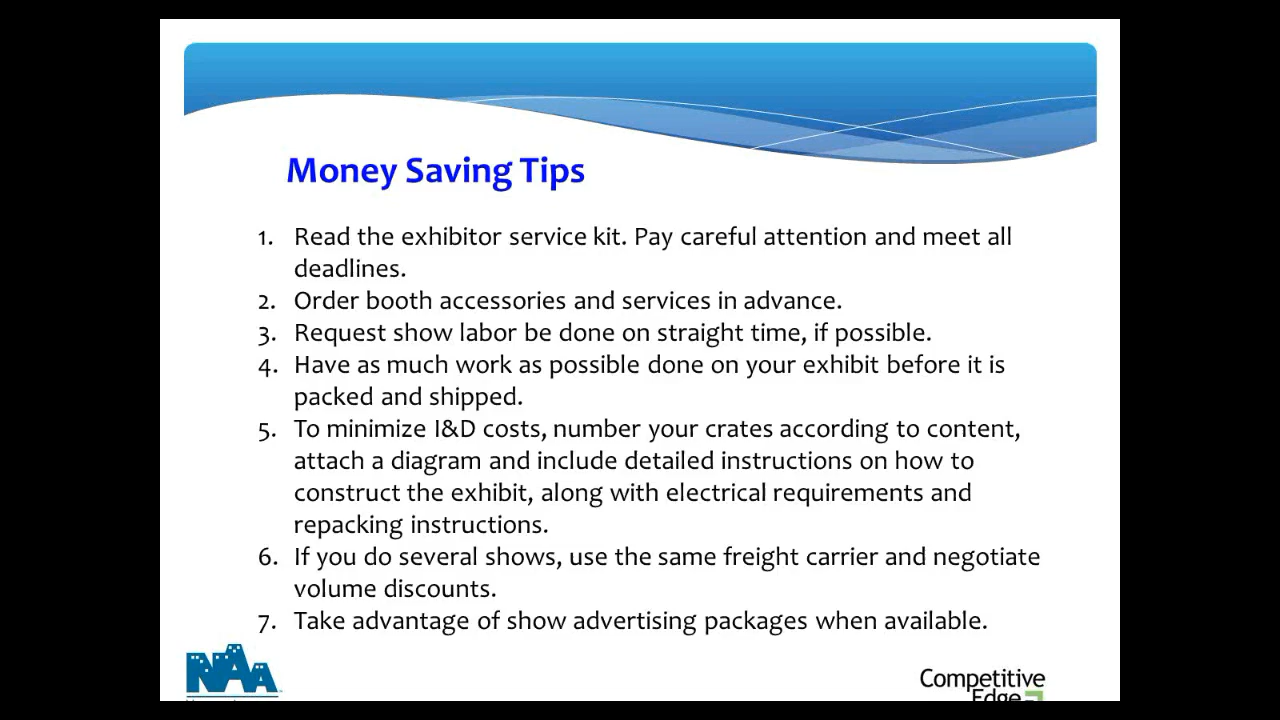 Money Saving Tips
1. Read the exhibitor service kit. Pay careful attention and meet all
deadlines.
2. Order booth accessories and services in advance.
3. Request show labor be done on straight time, if possible.
4. Have as much work as possible done on your exhibit before it is
packed and shipped.
5. To minimize I&D costs, number your crates according to content,
attach a diagram and include detailed instructions on how to
construct the exhibit, along with electrical requirements and
repacking instructions.
6. If you do several shows, use the same freight carrier and negotiate
volume discounts.
7. Take advantage of show advertising packages when available.
NAA
Competitive
Edge